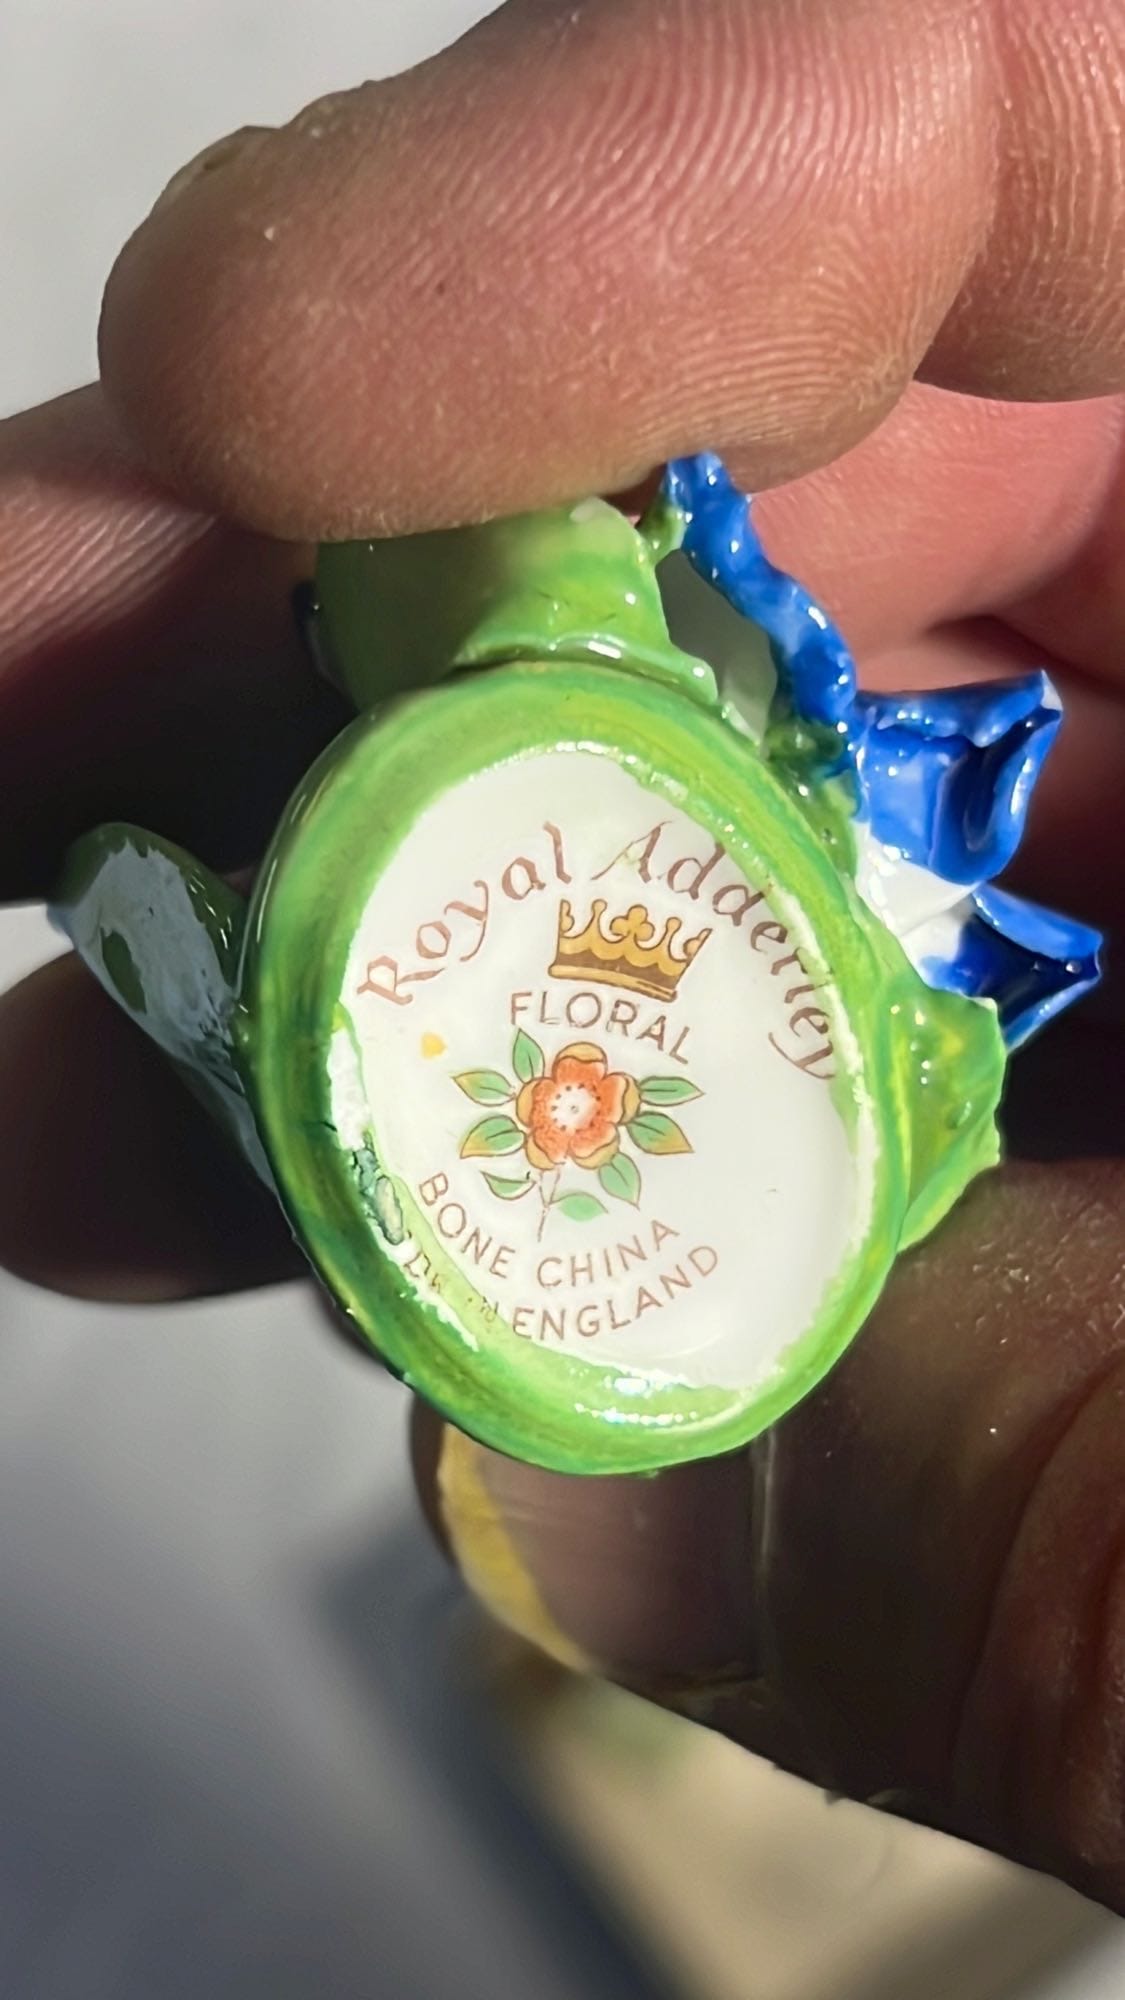 Royal Adderley
FLORAL
BONE CHINA
ENGLAND